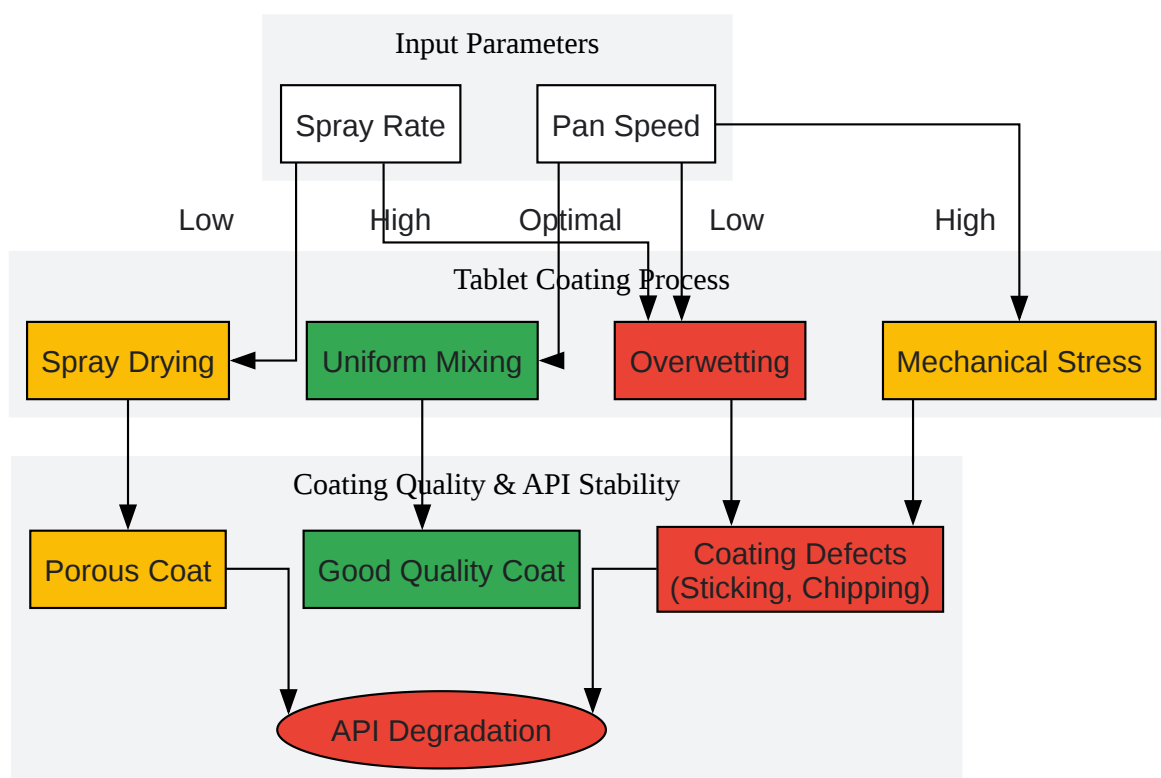 Input Parameters
Spray Rate
Pan Speed
Low
High
Optimal
Low
High
Tablet Coating Process
Spray Drying
Uniform Mixing
Overwetting
Mechanical Stress
Coating Quality & API Stability
Porous Coat
Good Quality Coat
Coating Defects
(Sticking, Chipping)
API Degradation